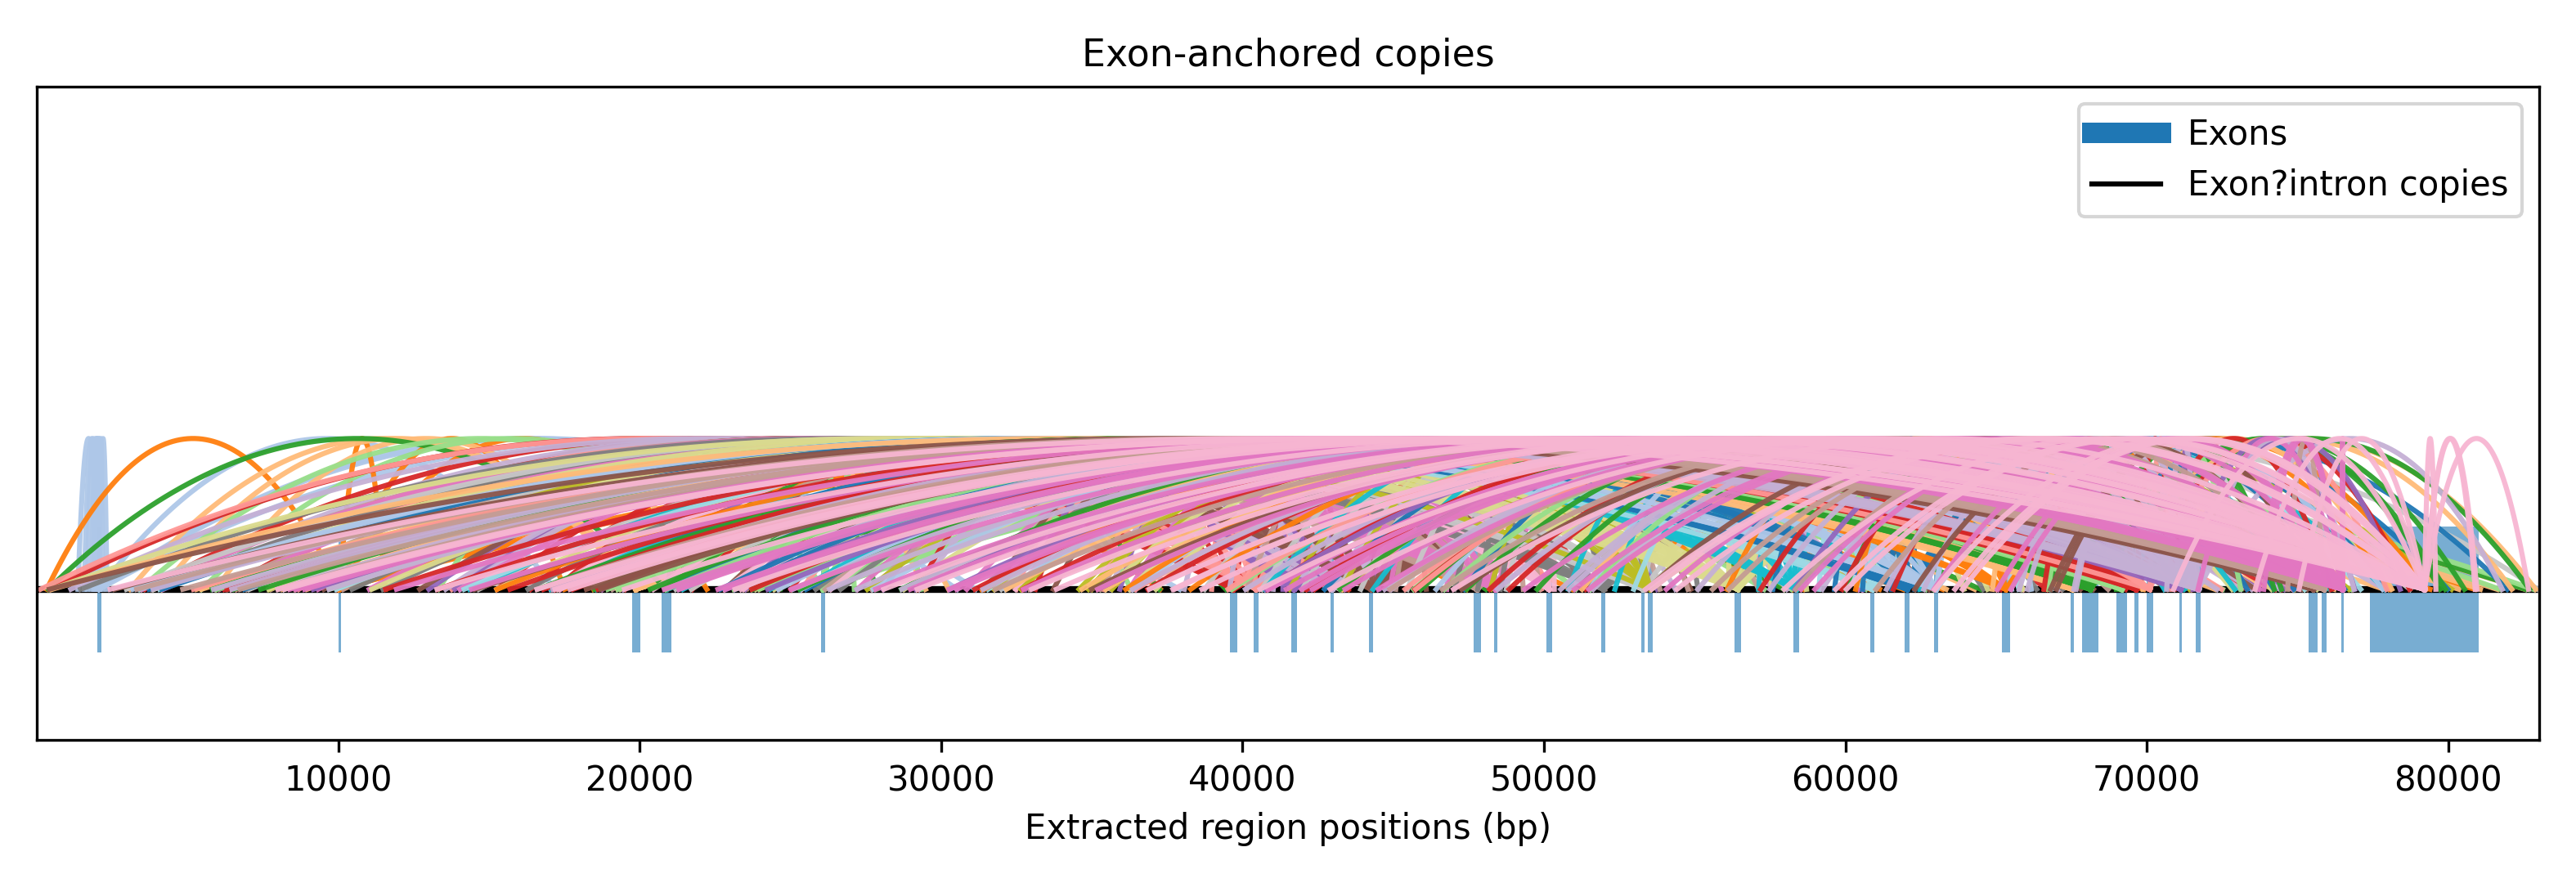 Exon-anchored copies
Exons
Exon?intron copies
10000 20000 30000 40000 50000 60000 70000 80000
Extracted region positions (bp)